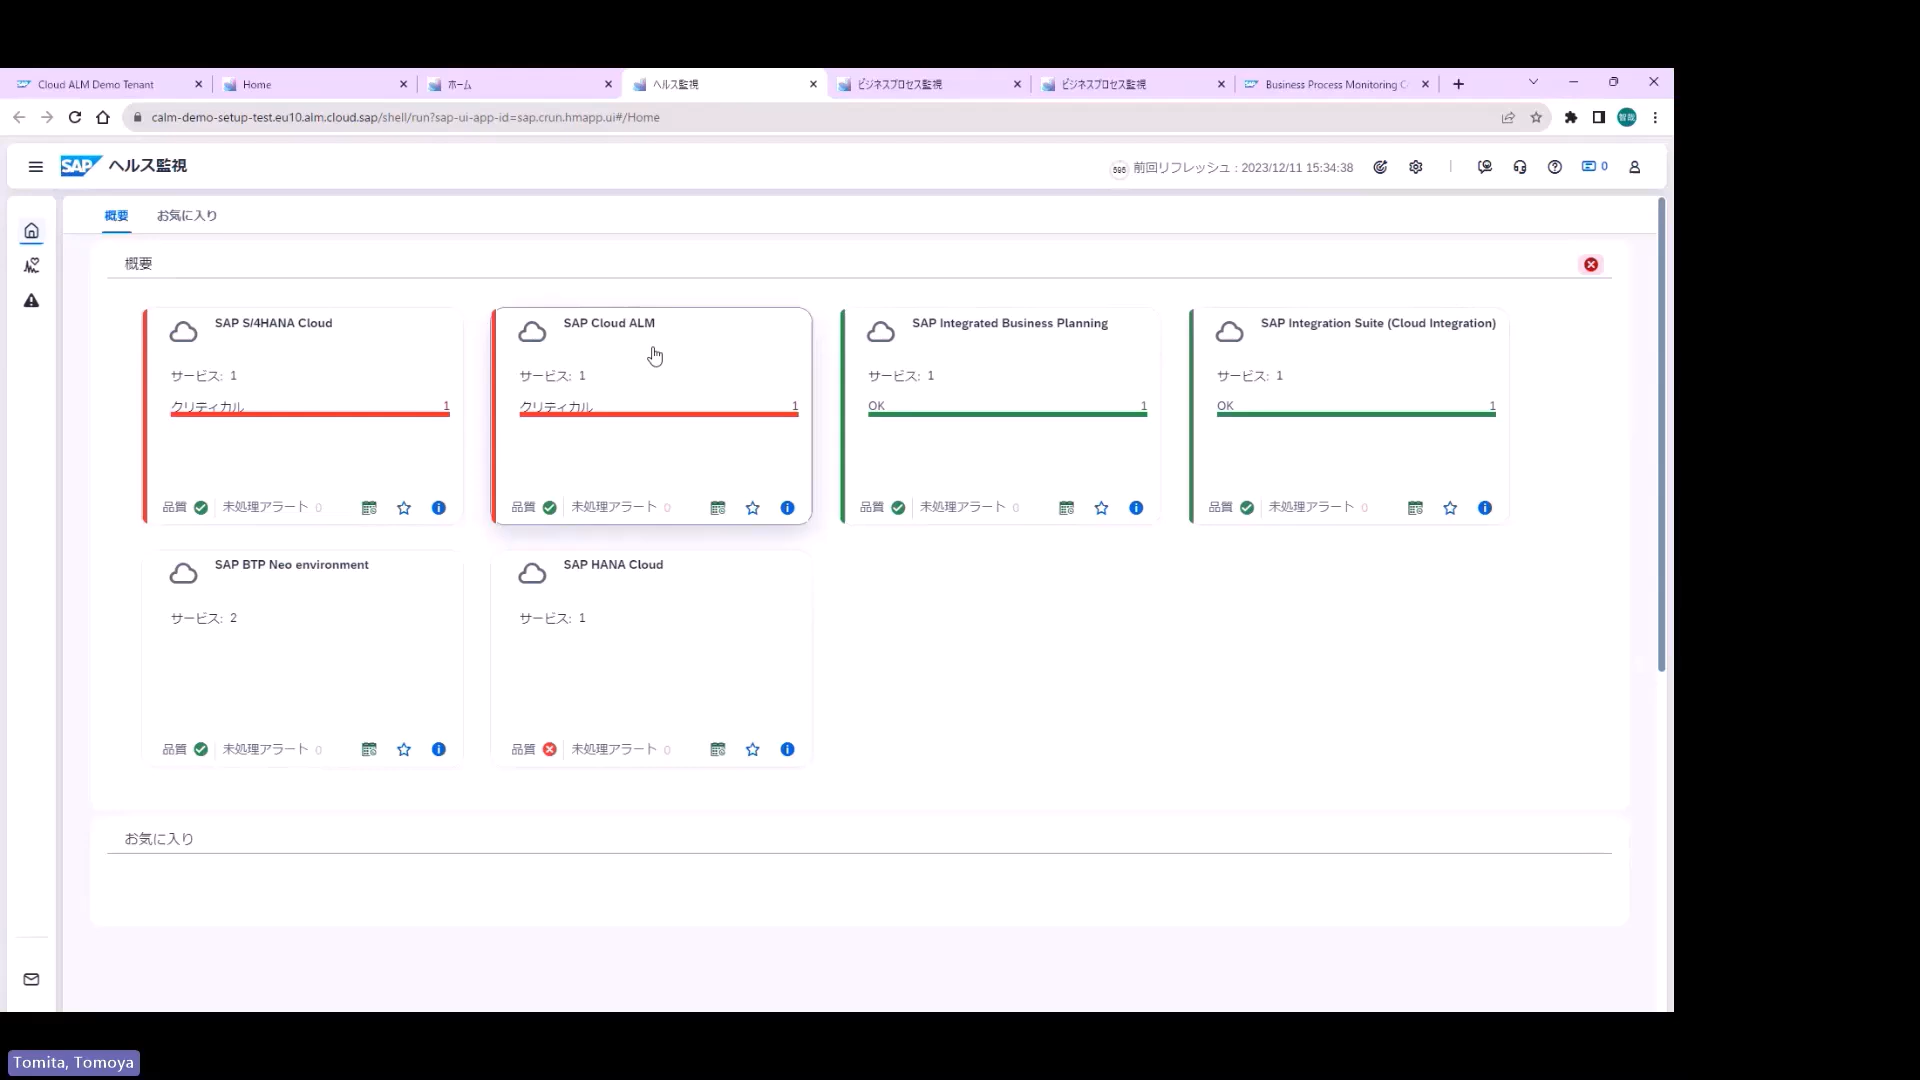 Cloud ALM Demo Tenant
Home
ホーム
ヘルス監視
ビジネスプロセス監視
ビジネスプロセス監視
Business Process Monitoring
calm-demo-setup-test.eu10.alm.cloud.sap/shell/run?sap-ui-app-id=sap.crun.hmapp.ui#/Home
智哉
SAP ヘルス監視
前回リフレッシュ : 2023/12/11 15:34:38
0
概要 お気に入り
概要
SAP S/4HANA Cloud
サービス: 1
クリティカル 1
品質 未処理アラート 0
SAP Cloud ALM
サービス: 1
クリティカル 1
品質 未処理アラート 0
SAP Integrated Business Planning
サービス: 1
OK 1
品質 未処理アラート 0
SAP Integration Suite (Cloud Integration)
サービス: 1
OK 1
品質 未処理アラート 0
SAP BTP Neo environment
サービス: 2
品質 未処理アラート 0
SAP HANA Cloud
サービス: 1
品質 未処理アラート 0
お気に入り
Tomita, Tomoya